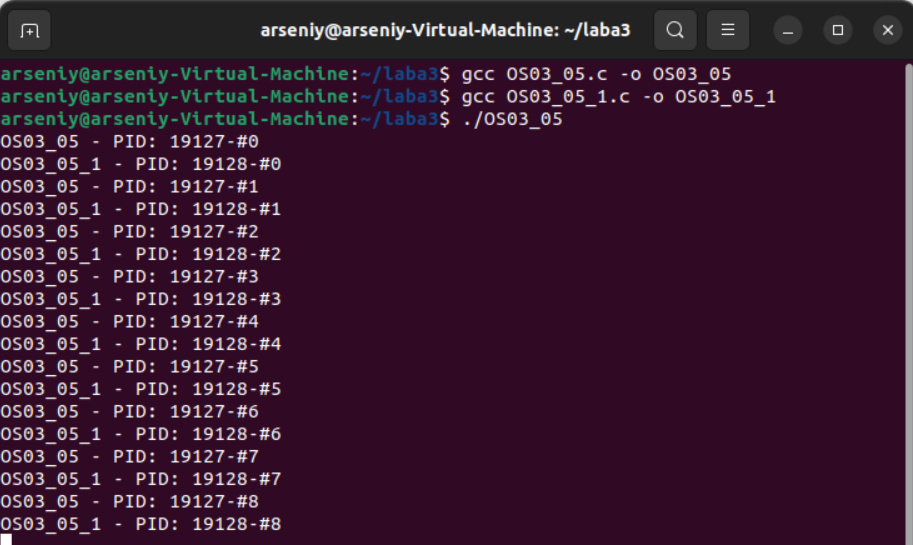 arseniy@arseniy-Virtual-Machine: ~/laba3
arseniy@arseniy-Virtual-Machine:~/laba3$ gcc OS03_05.c -o OS03_05
arseniy@arseniy-Virtual-Machine:~/laba3$ gcc OS03_05_1.c -o OS03_05_1
arseniy@arseniy-Virtual-Machine:~/laba3$ ./OS03_05
OS03_05 - PID: 19127-#0
OS03_05_1 - PID: 19128-#0
OS03_05 - PID: 19127-#1
OS03_05_1 - PID: 19128-#1
OS03_05 - PID: 19127-#2
OS03_05_1 - PID: 19128-#2
OS03_05 - PID: 19127-#3
OS03_05_1 - PID: 19128-#3
OS03_05 - PID: 19127-#4
OS03_05_1 - PID: 19128-#4
OS03_05 - PID: 19127-#5
OS03_05_1 - PID: 19128-#5
OS03_05 - PID: 19127-#6
OS03_05_1 - PID: 19128-#6
OS03_05 - PID: 19127-#7
OS03_05_1 - PID: 19128-#7
OS03_05 - PID: 19127-#8
OS03_05_1 - PID: 19128-#8